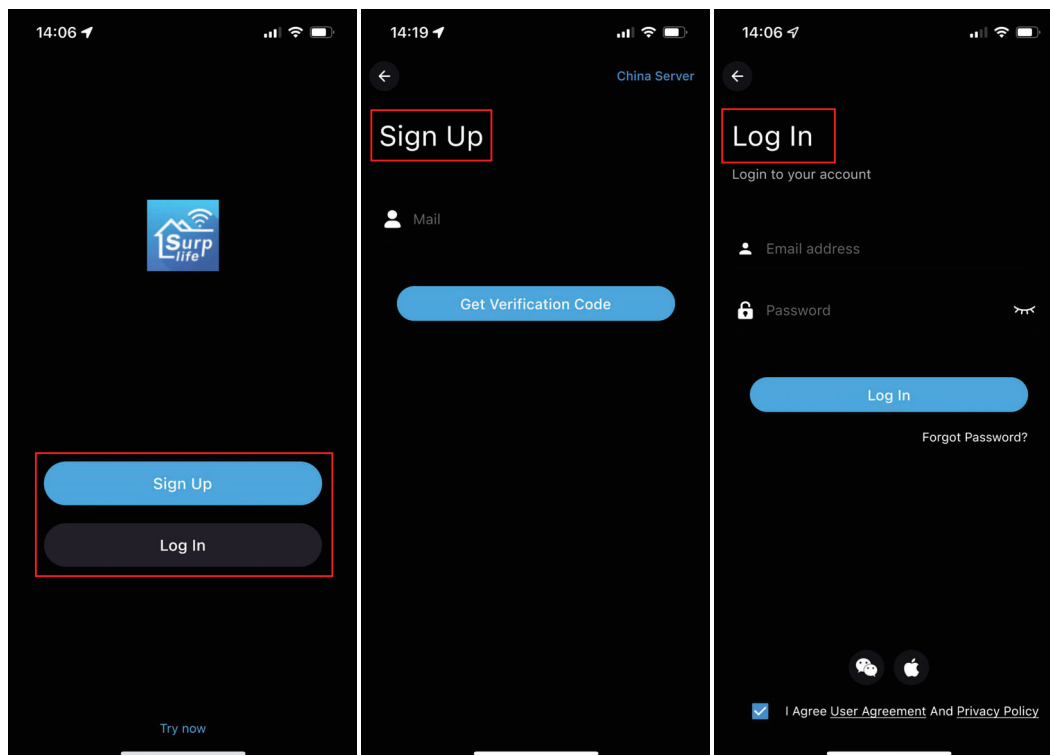 14:06
Surp
life
Sign Up
Log In
Try now
14:19
China Server
Sign Up
Mail
Get Verification Code
14:06
Log In
Login to your account
Email address
Password
Log In
Forgot Password?
I Agree User Agreement And Privacy Policy